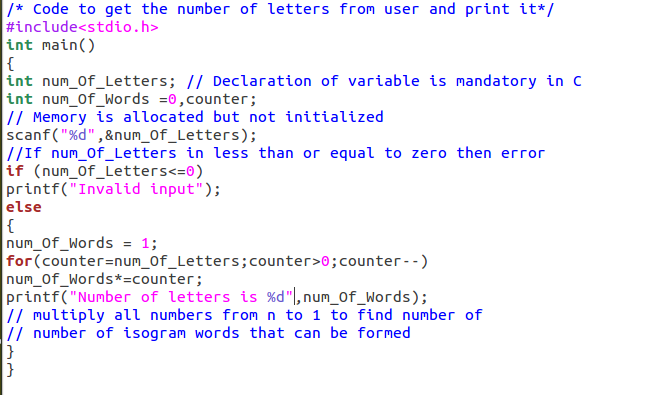 /* Code to get the number of letters from user and print it*/
#include<stdio.h>
int main()
{
int num_Of_Letters; // Declaration of variable is mandatory in C
int num_Of_Words =0,counter;
// Memory is allocated but not initialized
scanf("%d",&num_Of_Letters);
//If num_Of_Letters in less than or equal to zero then error
if (num_Of_Letters<=0)
printf("Invalid input");
else
{
num_Of_Words = 1;
for(counter=num_Of_Letters;counter>0;counter--)
num_Of_Words*=counter;
printf("Number of letters is %d",num_Of_Words);
// multiply all numbers from n to 1 to find number of
// number of isogram words that can be formed
}
}